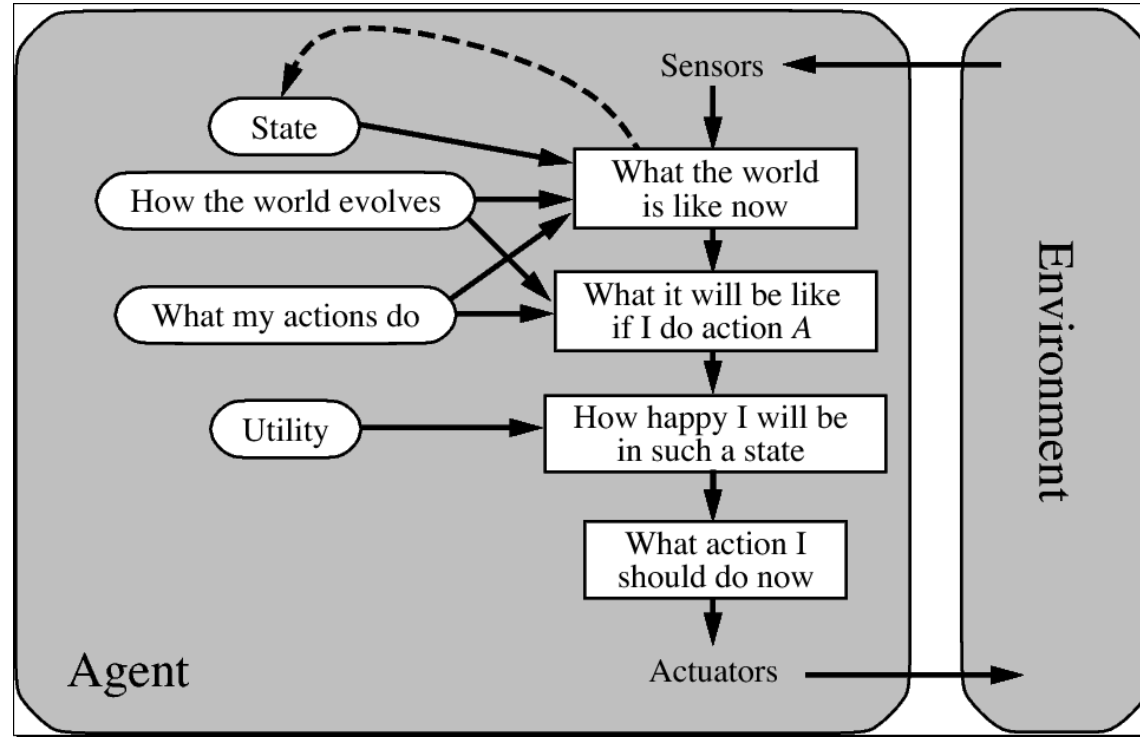 Sensors
State
What the world
is like now
How the world evolves
What it will be like
if I do action A
What my actions do
How happy I will be
in such a state
Utility
What action I
should do now
Agent
Actuators
Environment